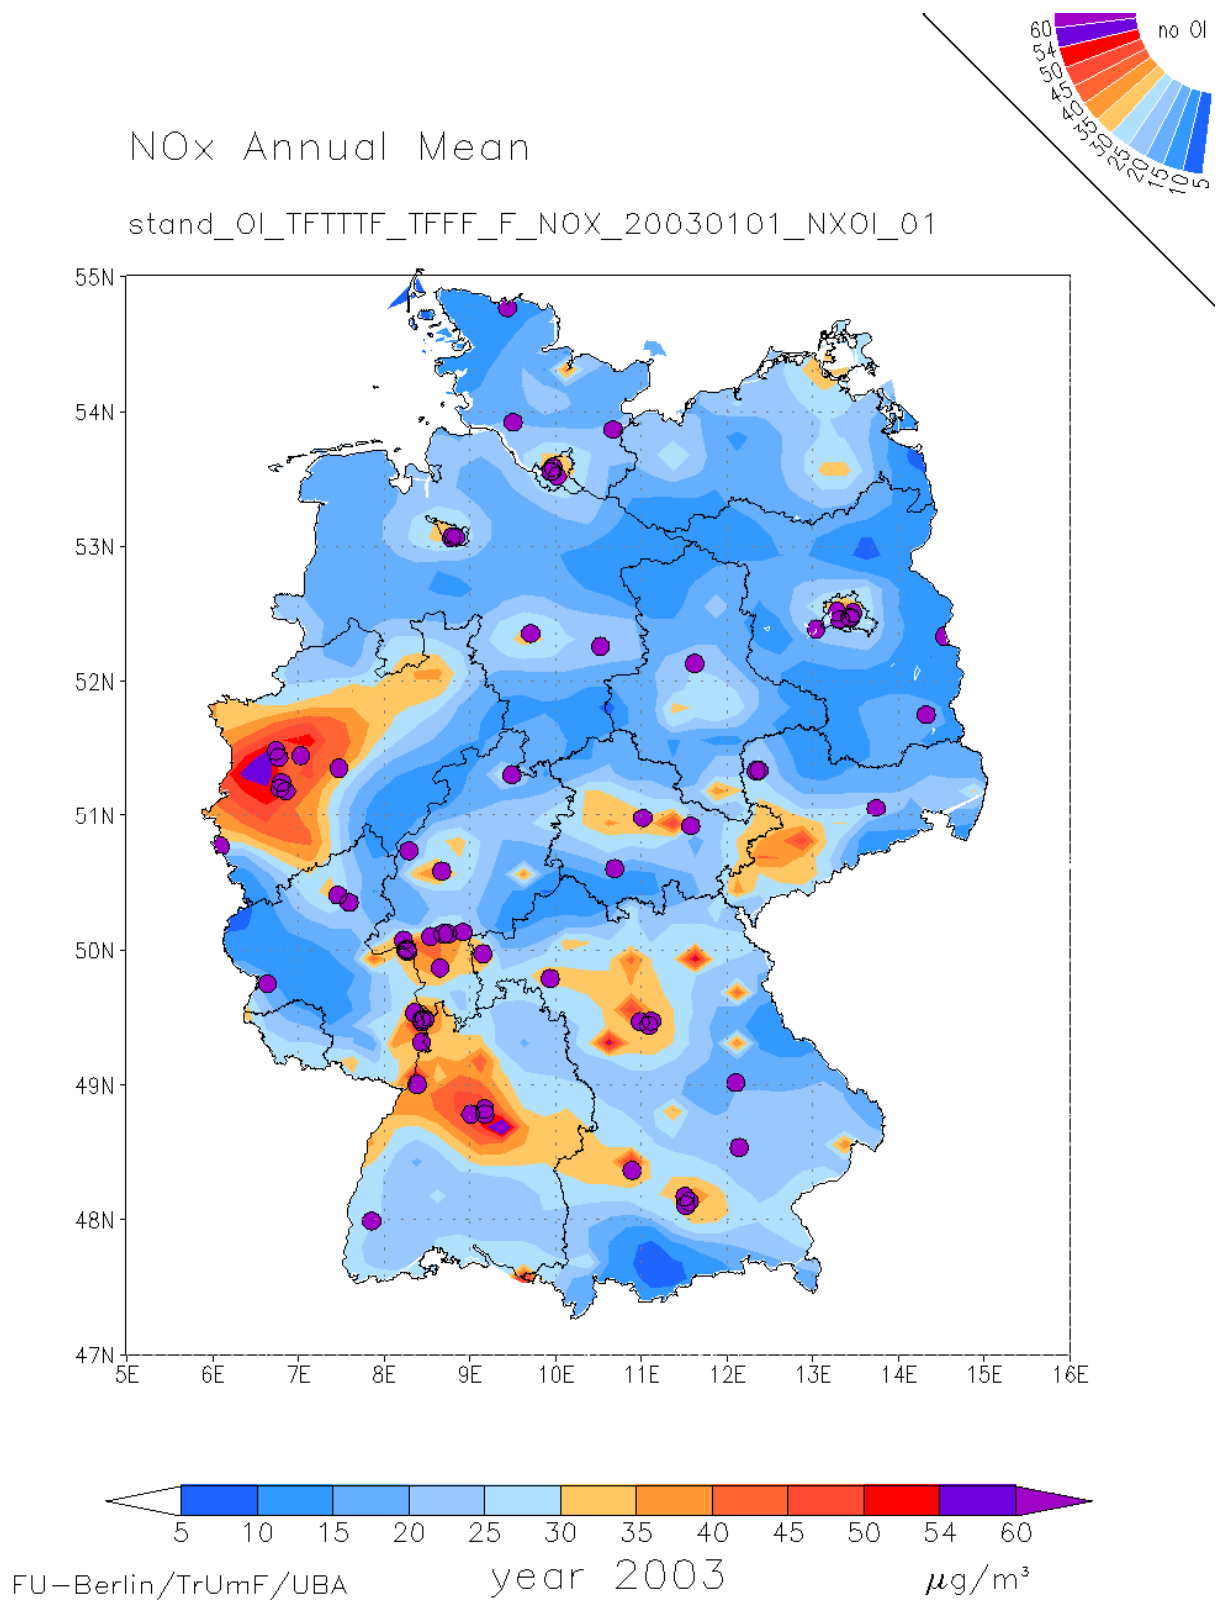 no OI
60
54
50
45
40
35
30
25
20
15
10
5
NOx Annual Mean
stand_OI_TFTTTF_TFFF_F_NOX_20030101_NXOI_01
55N
54N
53N
52N
51N
50N
49N
48N
47N
5E 6E 7E 8E 9E 10E 11E 12E 13E 14E 15E 16E
5 10 15 20 25 30 35 40 45 50 54 60
FU-Berlin/TrUmF/UBA year 2003 µg/m³